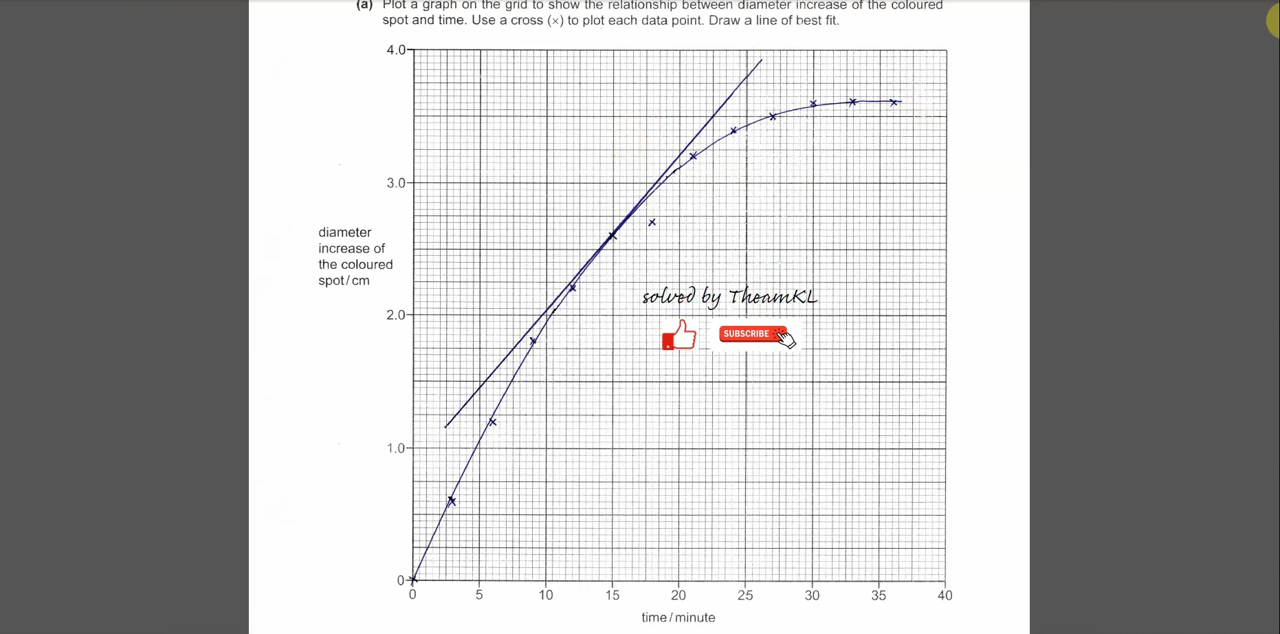 (a) Plot a graph on the grid to show the relationship between diameter increase of the coloured
spot and time. Use a cross (×) to plot each data point. Draw a line of best fit.
4.0
3.0
diameter
increase of
the coloured
spot / cm
2.0
1.0
0
0 5 10 15 20 25 30 35 40
time / minute
solved by TheamKL
SUBSCRIBE